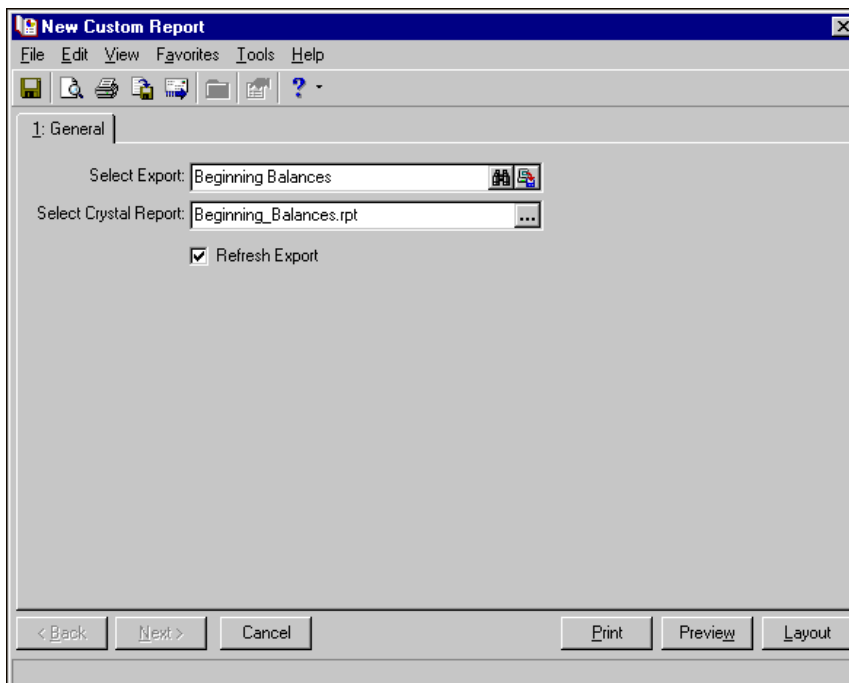 New Custom Report
File Edit View Favorites Tools Help
1: General
Select Export: Beginning Balances
Select Crystal Report: Beginning_Balances.rpt ...
Refresh Export
< Back Next > Cancel Print Preview Layout